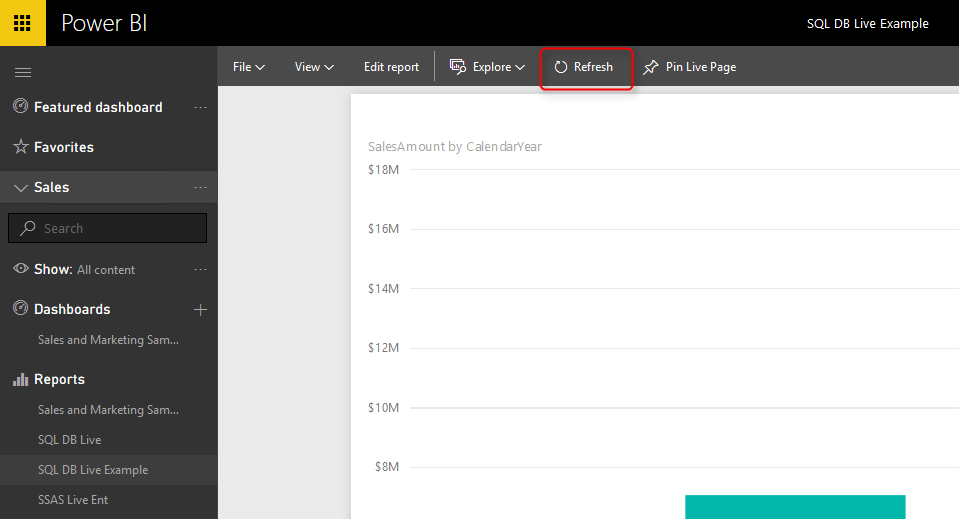 Power BI
SQL DB Live Example
File
View
Edit report
Explore
Refresh
Pin Live Page
Featured dashboard ...
Favorites
Sales ...
Search
Show: All content ...
Dashboards +
Sales and Marketing Sam...
Reports
Sales and Marketing Sam...
SQL DB Live
SQL DB Live Example
SSAS Live Ent
SalesAmount by CalendarYear
$18M
$16M
$14M
$12M
$10M
$8M